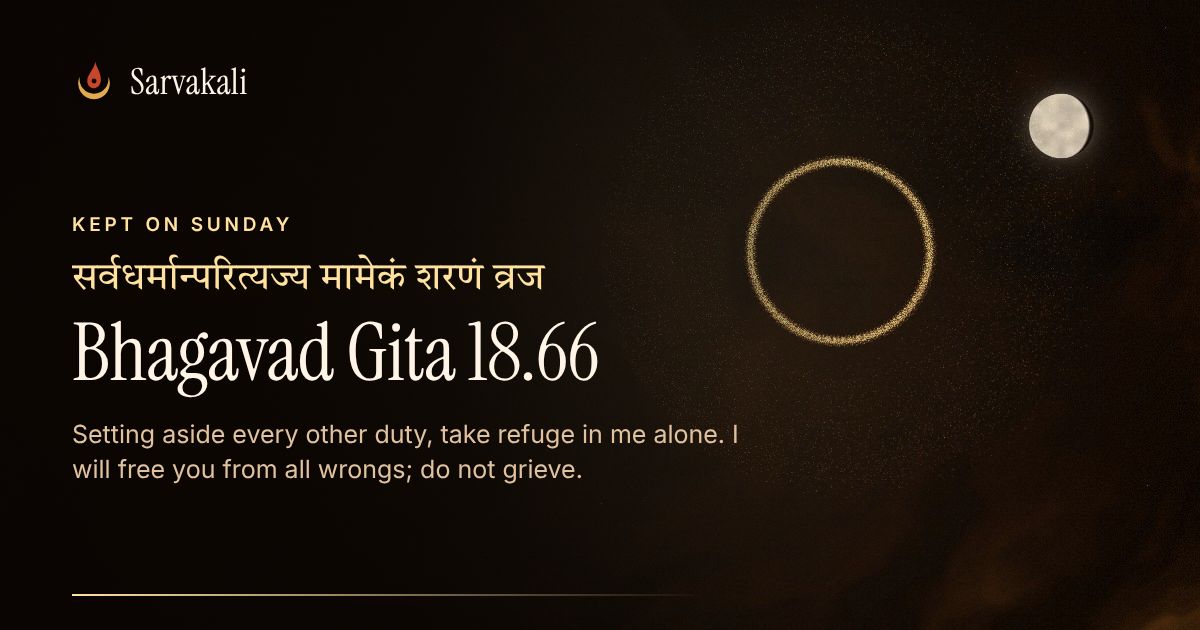 Sarvakali
KEPT ON SUNDAY
सर्वधर्मान्परित्यज्य मामेकं शरणं व्रज
Bhagavad Gita 18.66
Setting aside every other duty, take refuge in me alone. I
will free you from all wrongs; do not grieve.